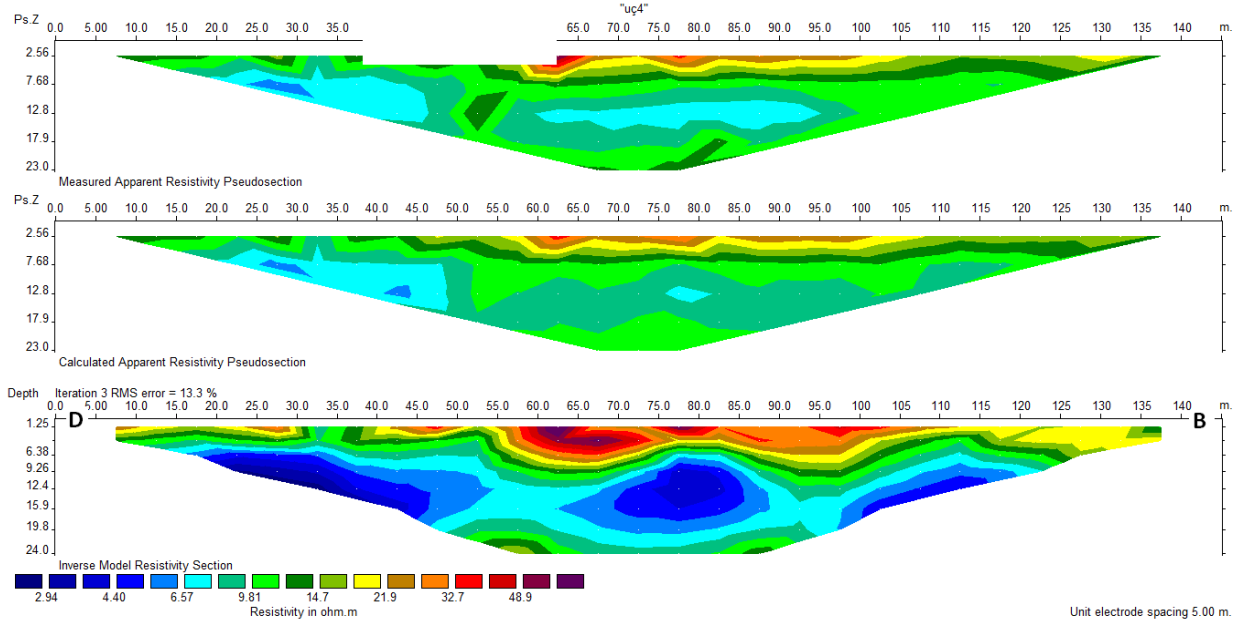 "uç4"
Ps.Z 0.0 5.00 10.0 15.0 20.0 25.0 30.0 35.0 65.0 70.0 75.0 80.0 85.0 90.0 95.0 100.0 105 110 115 120 125 130 135 140 m.
2.56
7.68
12.8
17.9
23.0
Measured Apparent Resistivity Pseudosection
Ps.Z 0.0 5.00 10.0 15.0 20.0 25.0 30.0 35.0 40.0 45.0 50.0 55.0 60.0 65.0 70.0 75.0 80.0 85.0 90.0 95.0 100.0 105 110 115 120 125 130 135 140 m.
2.56
7.68
12.8
17.9
23.0
Calculated Apparent Resistivity Pseudosection
Depth Iteration 3 RMS error = 13.3 %
0.0 D 5.00 10.0 15.0 20.0 25.0 30.0 35.0 40.0 45.0 50.0 55.0 60.0 65.0 70.0 75.0 80.0 85.0 90.0 95.0 100.0 105 110 115 120 125 130 135 140 B m.
1.25
6.38
9.26
12.4
15.9
19.8
24.0
Inverse Model Resistivity Section
2.94 4.40 6.57 9.81 14.7 21.9 32.7 48.9
Resistivity in ohm.m
Unit electrode spacing 5.00 m.